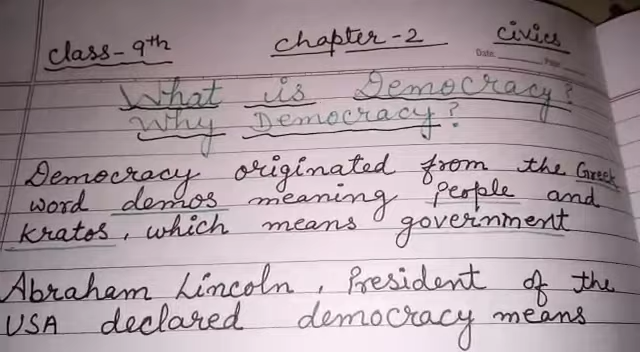 class-9th chapter-2 civics
Date. Page
What is Democracy?
Why Democracy?
Democracy originated from the Greek
word demos meaning People and
kratos, which means government
Abraham Lincoln, President of the
USA declared democracy means